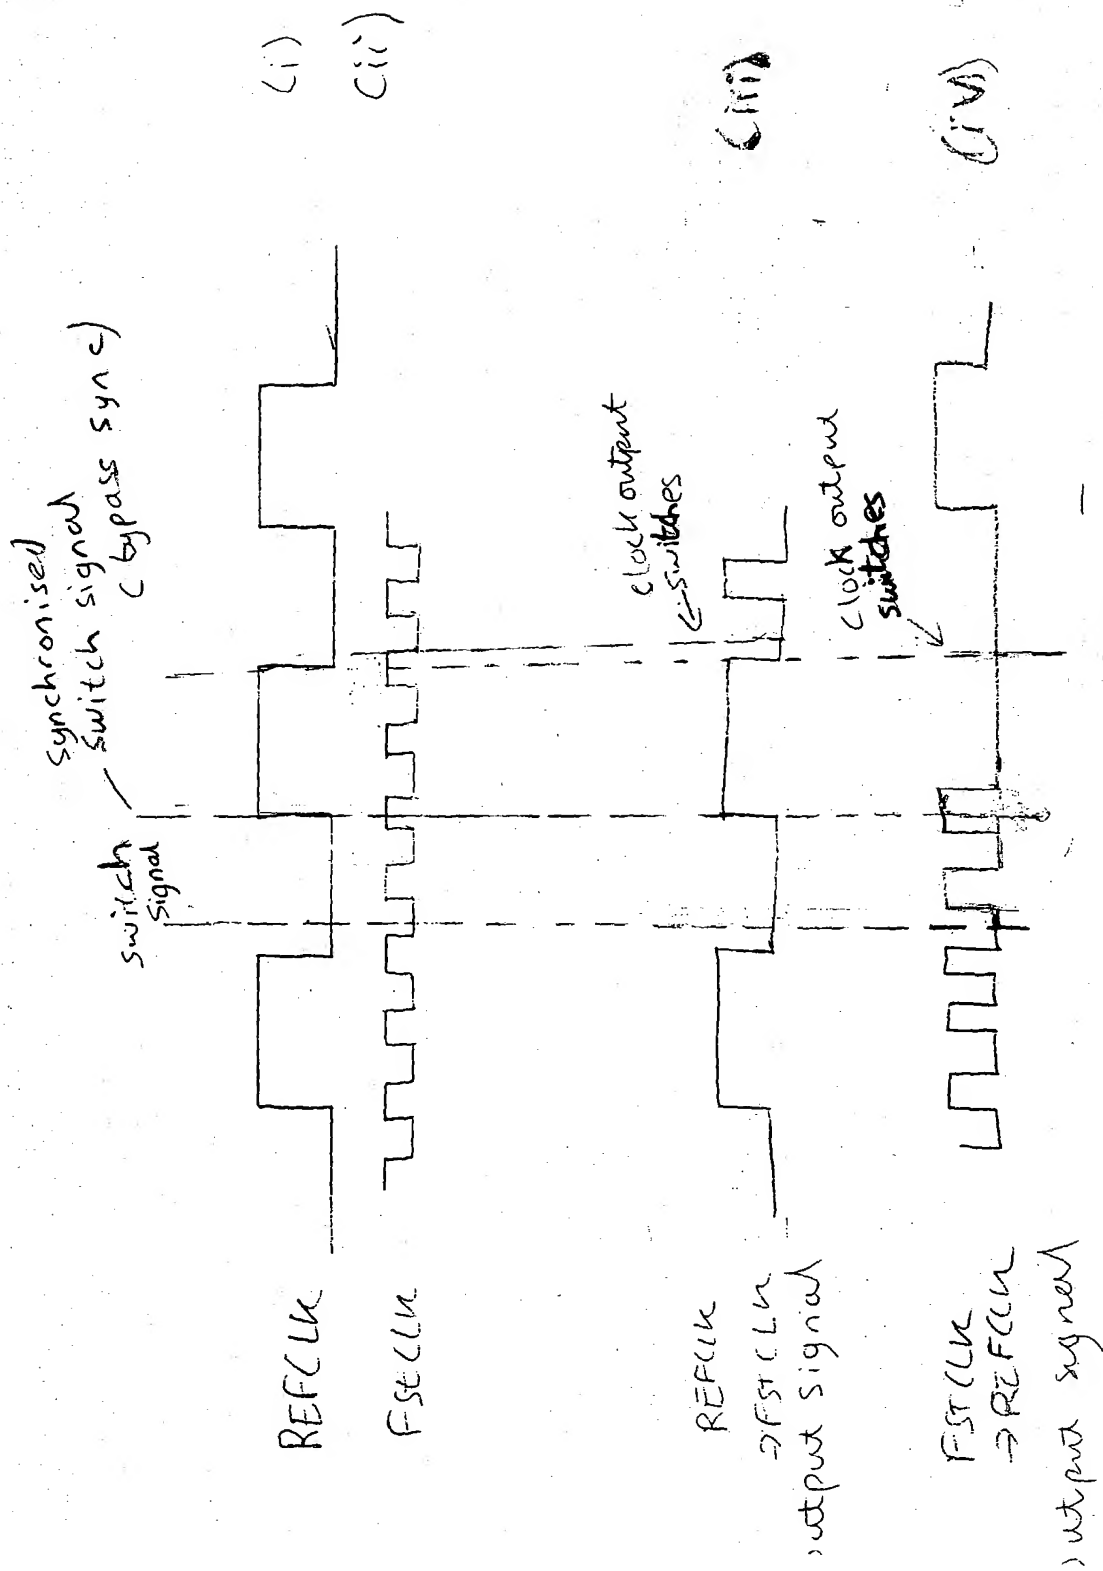 Synchronised
switch signal
(bypass sync)
switch
signal
REFCLK
(i)
FstCLK
(ii)
clock output
switches
REFCLK
→FSTCLK
output signal
(iii)
clock output
switches
FSTCLK
→REFCLK
output signal
(iv)